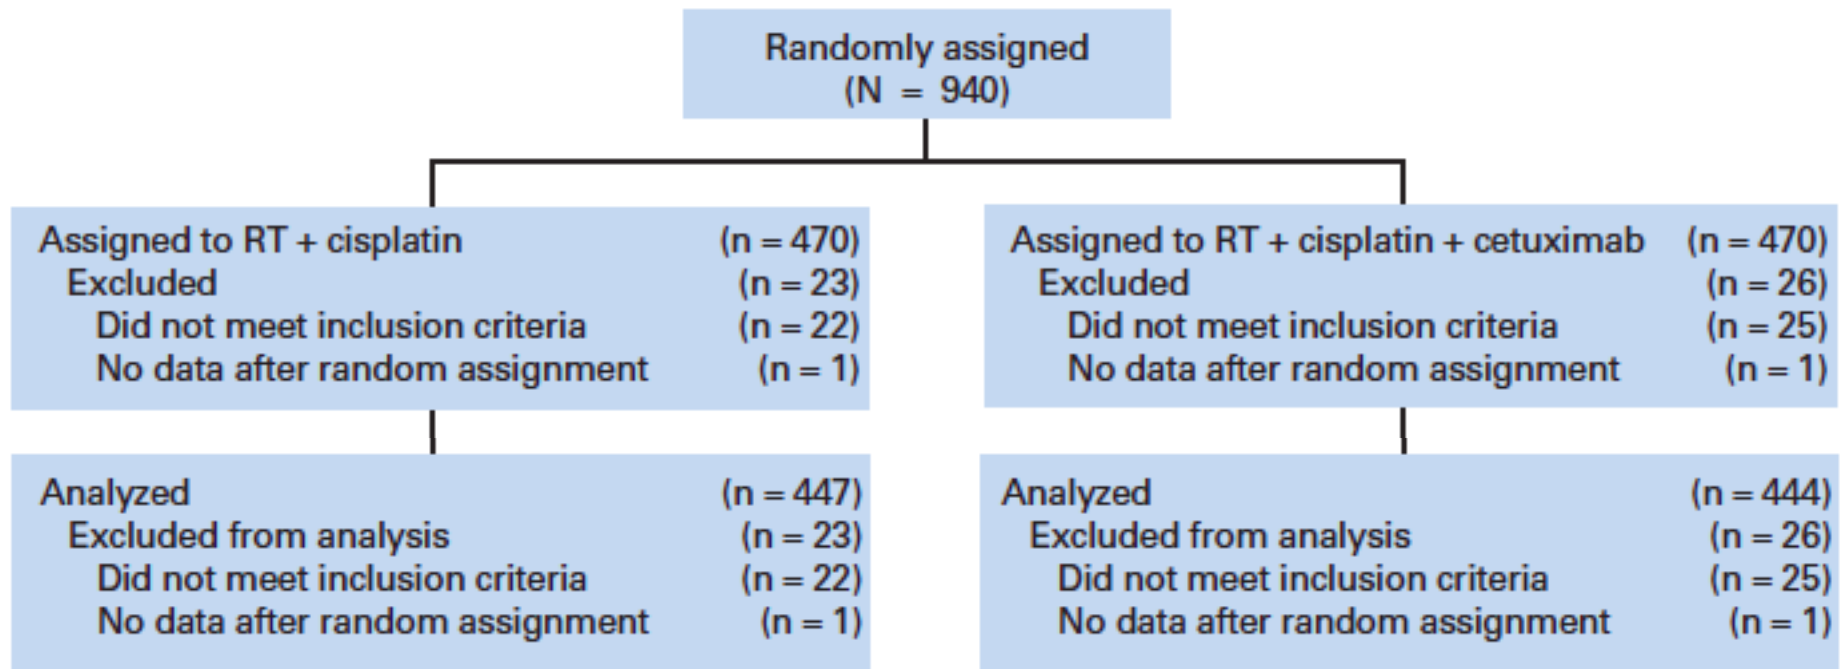 Randomly assigned
(N = 940)
Assigned to RT + cisplatin (n = 470)
Excluded (n = 23)
Did not meet inclusion criteria (n = 22)
No data after random assignment (n = 1)
Assigned to RT + cisplatin + cetuximab (n = 470)
Excluded (n = 26)
Did not meet inclusion criteria (n = 25)
No data after random assignment (n = 1)
Analyzed (n = 447)
Excluded from analysis (n = 23)
Did not meet inclusion criteria (n = 22)
No data after random assignment (n = 1)
Analyzed (n = 444)
Excluded from analysis (n = 26)
Did not meet inclusion criteria (n = 25)
No data after random assignment (n = 1)